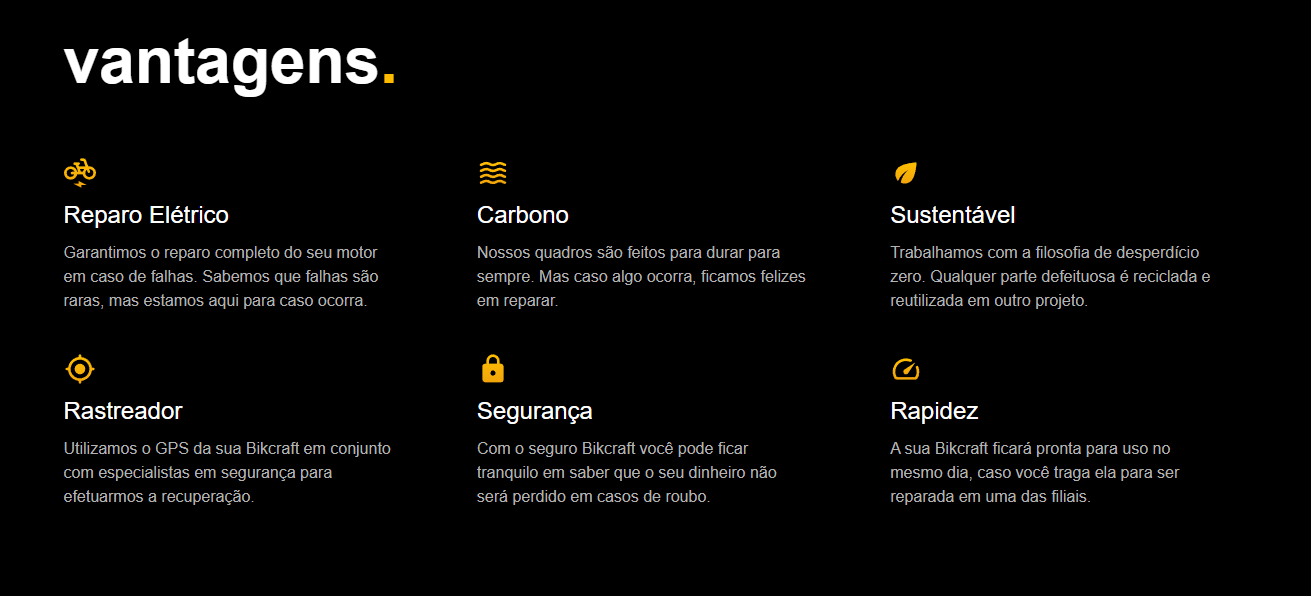 vantagens.
Reparo Elétrico
Garantimos o reparo completo do seu motor
em caso de falhas. Sabemos que falhas são
raras, mas estamos aqui para caso ocorra.
Carbono
Nossos quadros são feitos para durar para
sempre. Mas caso algo ocorra, ficamos felizes
em reparar.
Sustentável
Trabalhamos com a filosofia de desperdício
zero. Qualquer parte defeituosa é reciclada e
reutilizada em outro projeto.
Rastreador
Utilizamos o GPS da sua Bikcraft em conjunto
com especialistas em segurança para
efetuarmos a recuperação.
Segurança
Com o seguro Bikcraft você pode ficar
tranquilo em saber que o seu dinheiro não
será perdido em casos de roubo.
Rapidez
A sua Bikcraft ficará pronta para uso no
mesmo dia, caso você traga ela para ser
reparada em uma das filiais.